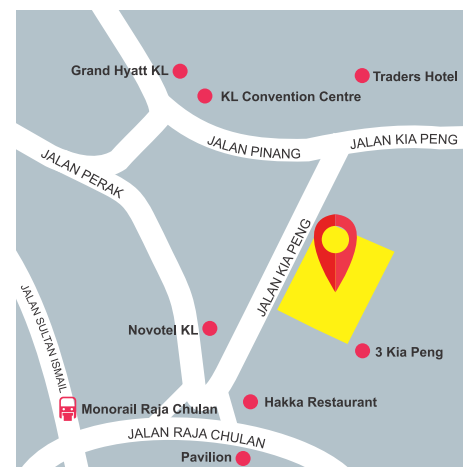 Grand Hyatt KL
KL Convention Centre
Traders Hotel
JALAN PINANG
JALAN KIA PENG
JALAN PERAK
JALAN KIA PENG
JALAN SULTAN ISMAIL
Novotel KL
3 Kia Peng
Monorail Raja Chulan
Hakka Restaurant
JALAN RAJA CHULAN
Pavilion